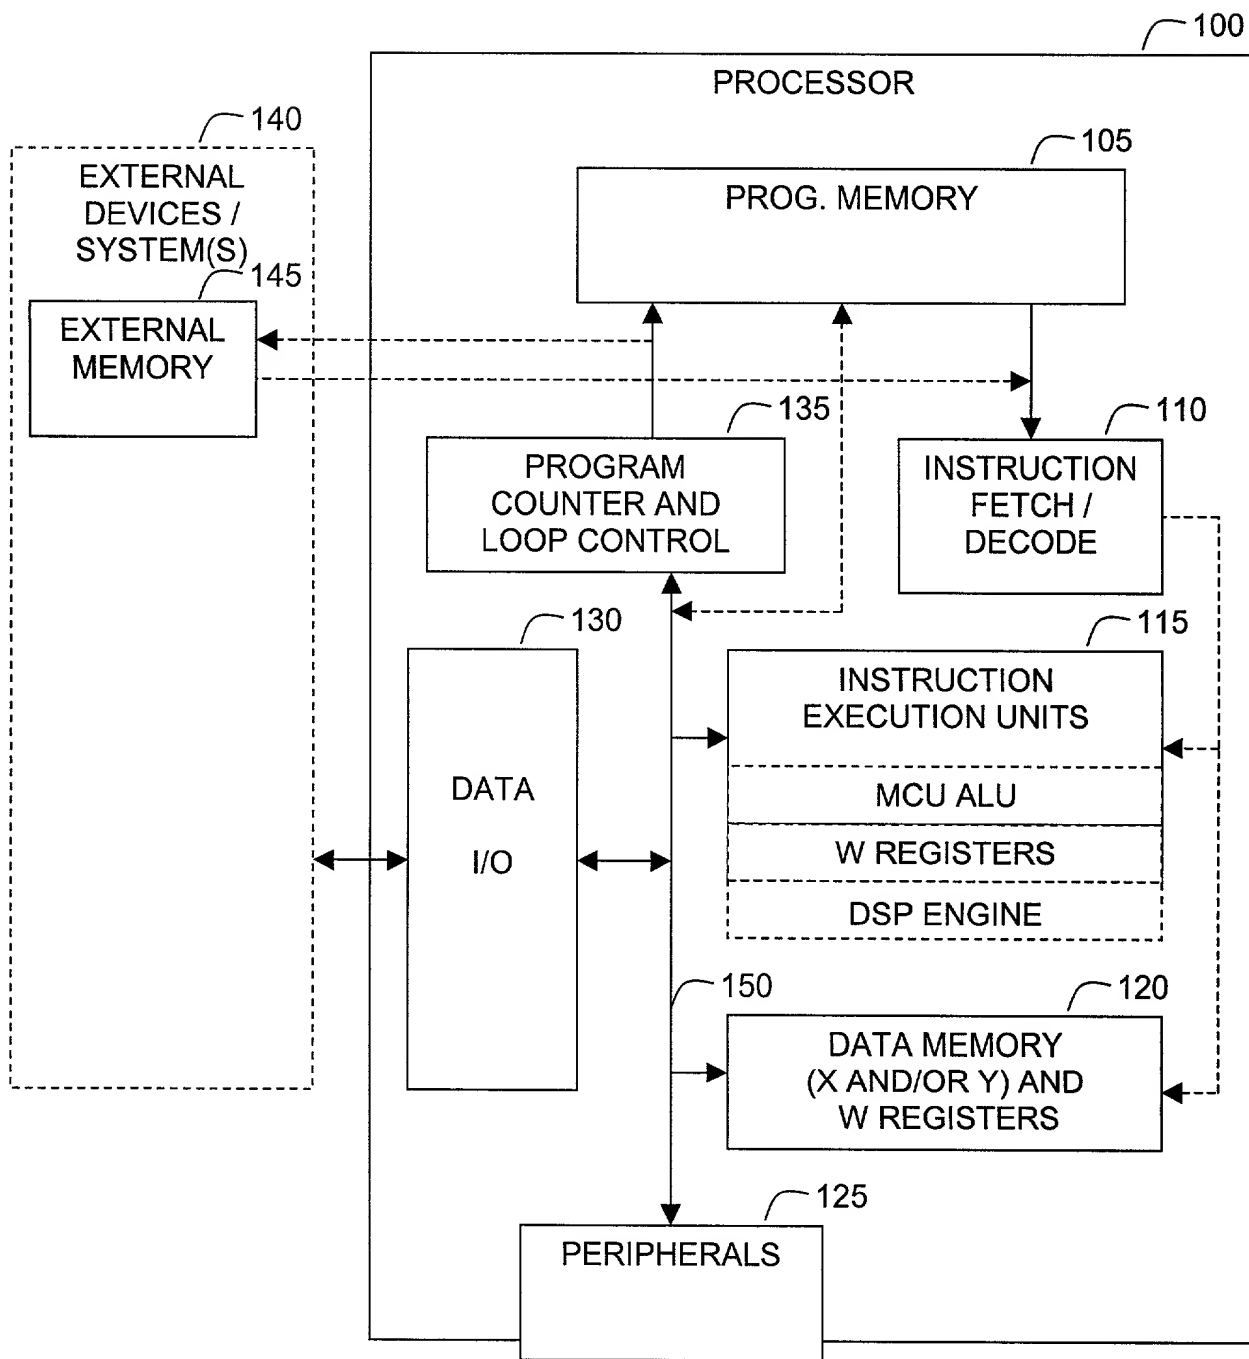 100
PROCESSOR
140
EXTERNAL
DEVICES /
SYSTEM(S)
105
PROG. MEMORY
145
EXTERNAL
MEMORY
135
PROGRAM
COUNTER AND
LOOP CONTROL
110
INSTRUCTION
FETCH /
DECODE
130
DATA
I/O
115
INSTRUCTION
EXECUTION UNITS
MCU ALU
W REGISTERS
DSP ENGINE
150
120
DATA MEMORY
(X AND/OR Y) AND
W REGISTERS
125
PERIPHERALS